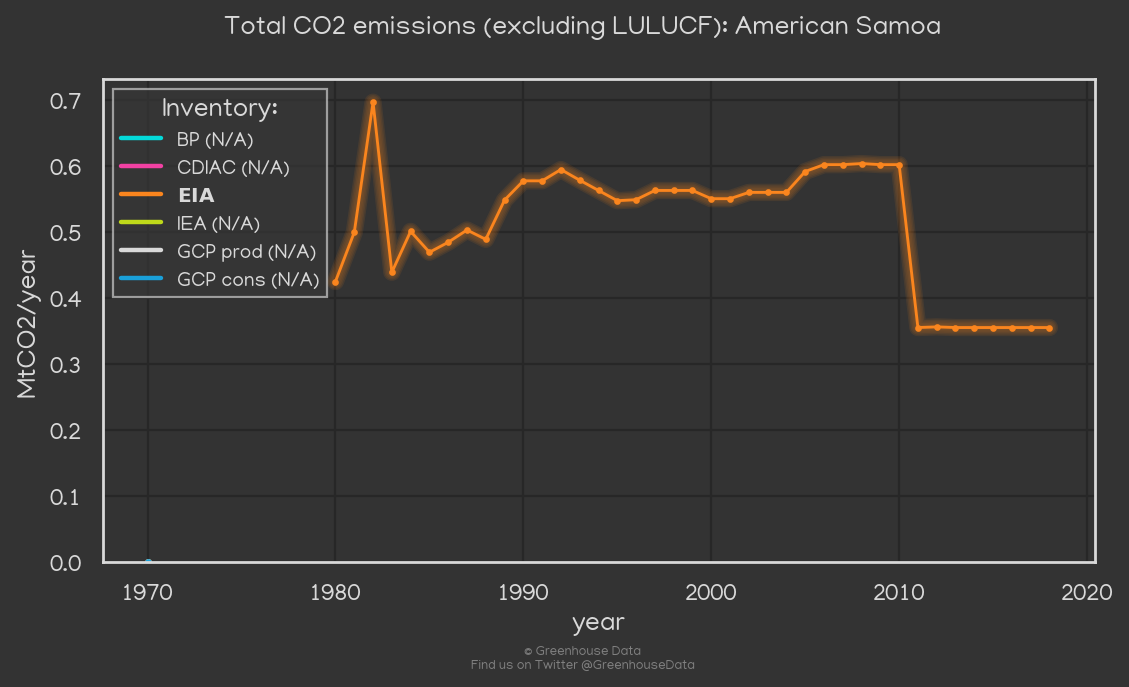 Total CO2 emissions (excluding LULUCF): American Samoa
Inventory:
BP (N/A)
CDIAC (N/A)
EIA
IEA (N/A)
GCP prod (N/A)
GCP cons (N/A)
MtCO2/year
0.7
0.6
0.5
0.4
0.3
0.2
0.1
0.0
1970 1980 1990 2000 2010 2020
year
© Greenhouse Data
Find us on Twitter @GreenhouseData